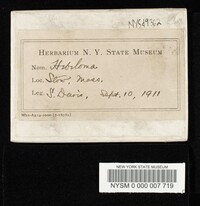 HERBARIUM N. Y. STATE MUSEUM
NOM. Hebeloma
LOC. Stow, Mass.
LEG. S. Davis, Sept. 10, 1911
NEW YORK STATE MUSEUM
NYSM 0 000 007 719